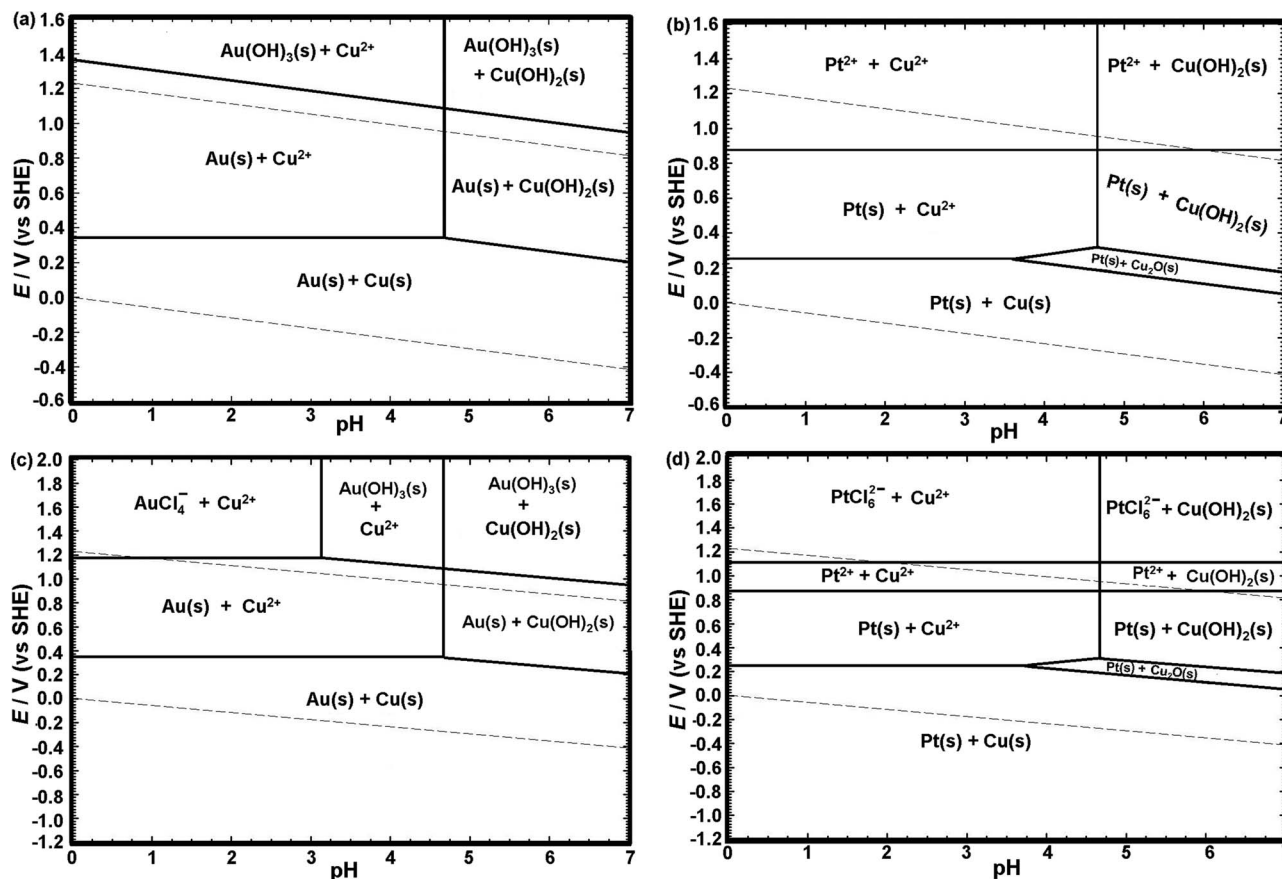 (a)
1.6
1.4
1.2
1.0
0.8
0.6
0.4
0.2
0.0
-0.2
-0.4
-0.6
E / V (vs SHE)
Au(OH)₃(s) + Cu²⁺
Au(OH)₃(s)
+ Cu(OH)₂(s)
Au(s) + Cu²⁺
Au(s) + Cu(OH)₂(s)
Au(s) + Cu(s)
0 1 2 3 4 5 6 7
pH
(b)
1.6
1.4
1.2
1.0
0.8
0.6
0.4
0.2
0.0
-0.2
-0.4
-0.6
E / V (vs SHE)
Pt²⁺ + Cu²⁺
Pt²⁺ + Cu(OH)₂(s)
Pt(s) + Cu²⁺
Pt(s) + Cu(OH)₂(s)
Pt(s) + Cu₂O(s)
Pt(s) + Cu(s)
0 1 2 3 4 5 6 7
pH
(c)
2.0
1.8
1.6
1.4
1.2
1.0
0.8
0.6
0.4
0.2
0.0
-0.2
-0.4
-0.6
-0.8
-1.0
-1.2
E / V (vs SHE)
AuCl₄⁻ + Cu²⁺
Au(OH)₃(s)
+
Cu²⁺
Au(OH)₃(s)
+
Cu(OH)₂(s)
Au(s) + Cu²⁺
Au(s) + Cu(OH)₂(s)
Au(s) + Cu(s)
0 1 2 3 4 5 6 7
pH
(d)
2.0
1.8
1.6
1.4
1.2
1.0
0.8
0.6
0.4
0.2
0.0
-0.2
-0.4
-0.6
-0.8
-1.0
-1.2
E / V (vs SHE)
PtCl₆²⁻ + Cu²⁺
PtCl₆²⁻ + Cu(OH)₂(s)
Pt²⁺ + Cu²⁺
Pt²⁺ + Cu(OH)₂(s)
Pt(s) + Cu²⁺
Pt(s) + Cu(OH)₂(s)
Pt(s) + Cu₂O(s)
Pt(s) + Cu(s)
0 1 2 3 4 5 6 7
pH